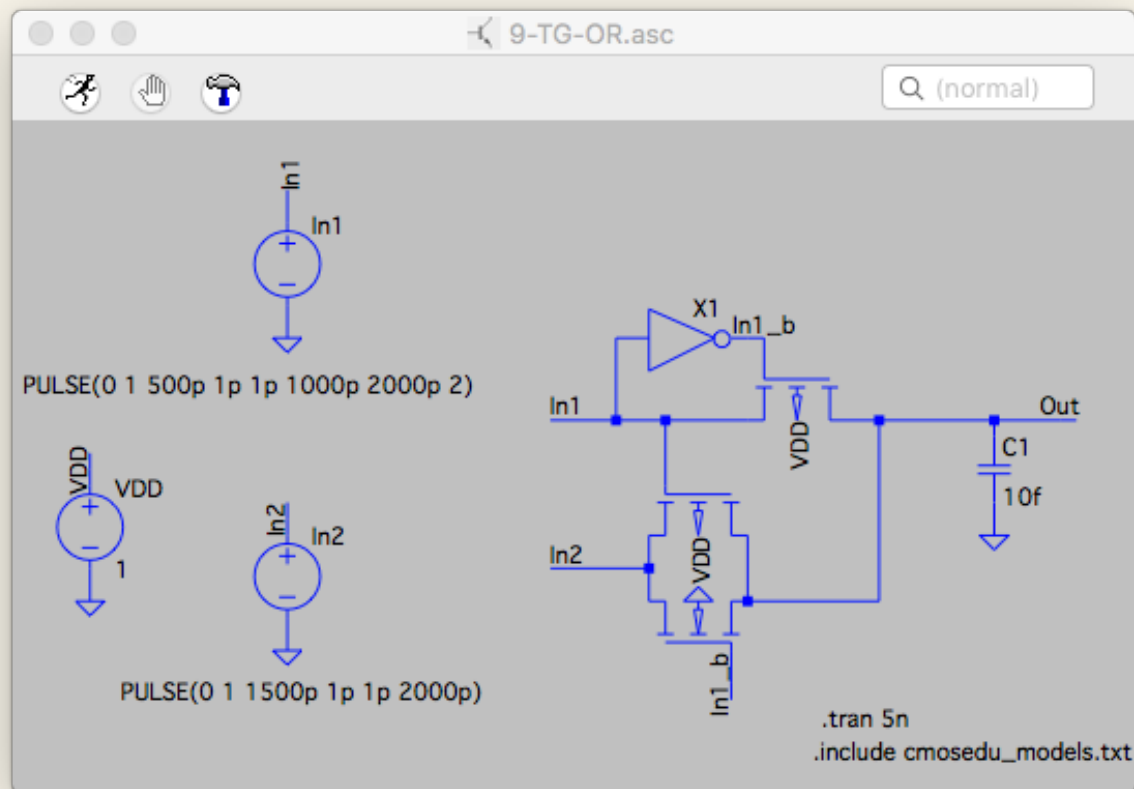 9-TG-OR.asc
(normal)
In1
In1
PULSE(0 1 500p 1p 1p 1000p 2000p 2)
VDD
VDD
1
In2
In2
PULSE(0 1 1500p 1p 1p 2000p)
X1
In1_b
In1
VDD
Out
C1
10f
In2
VDD
In1_b
.tran 5n
.include cmosedu_models.txt